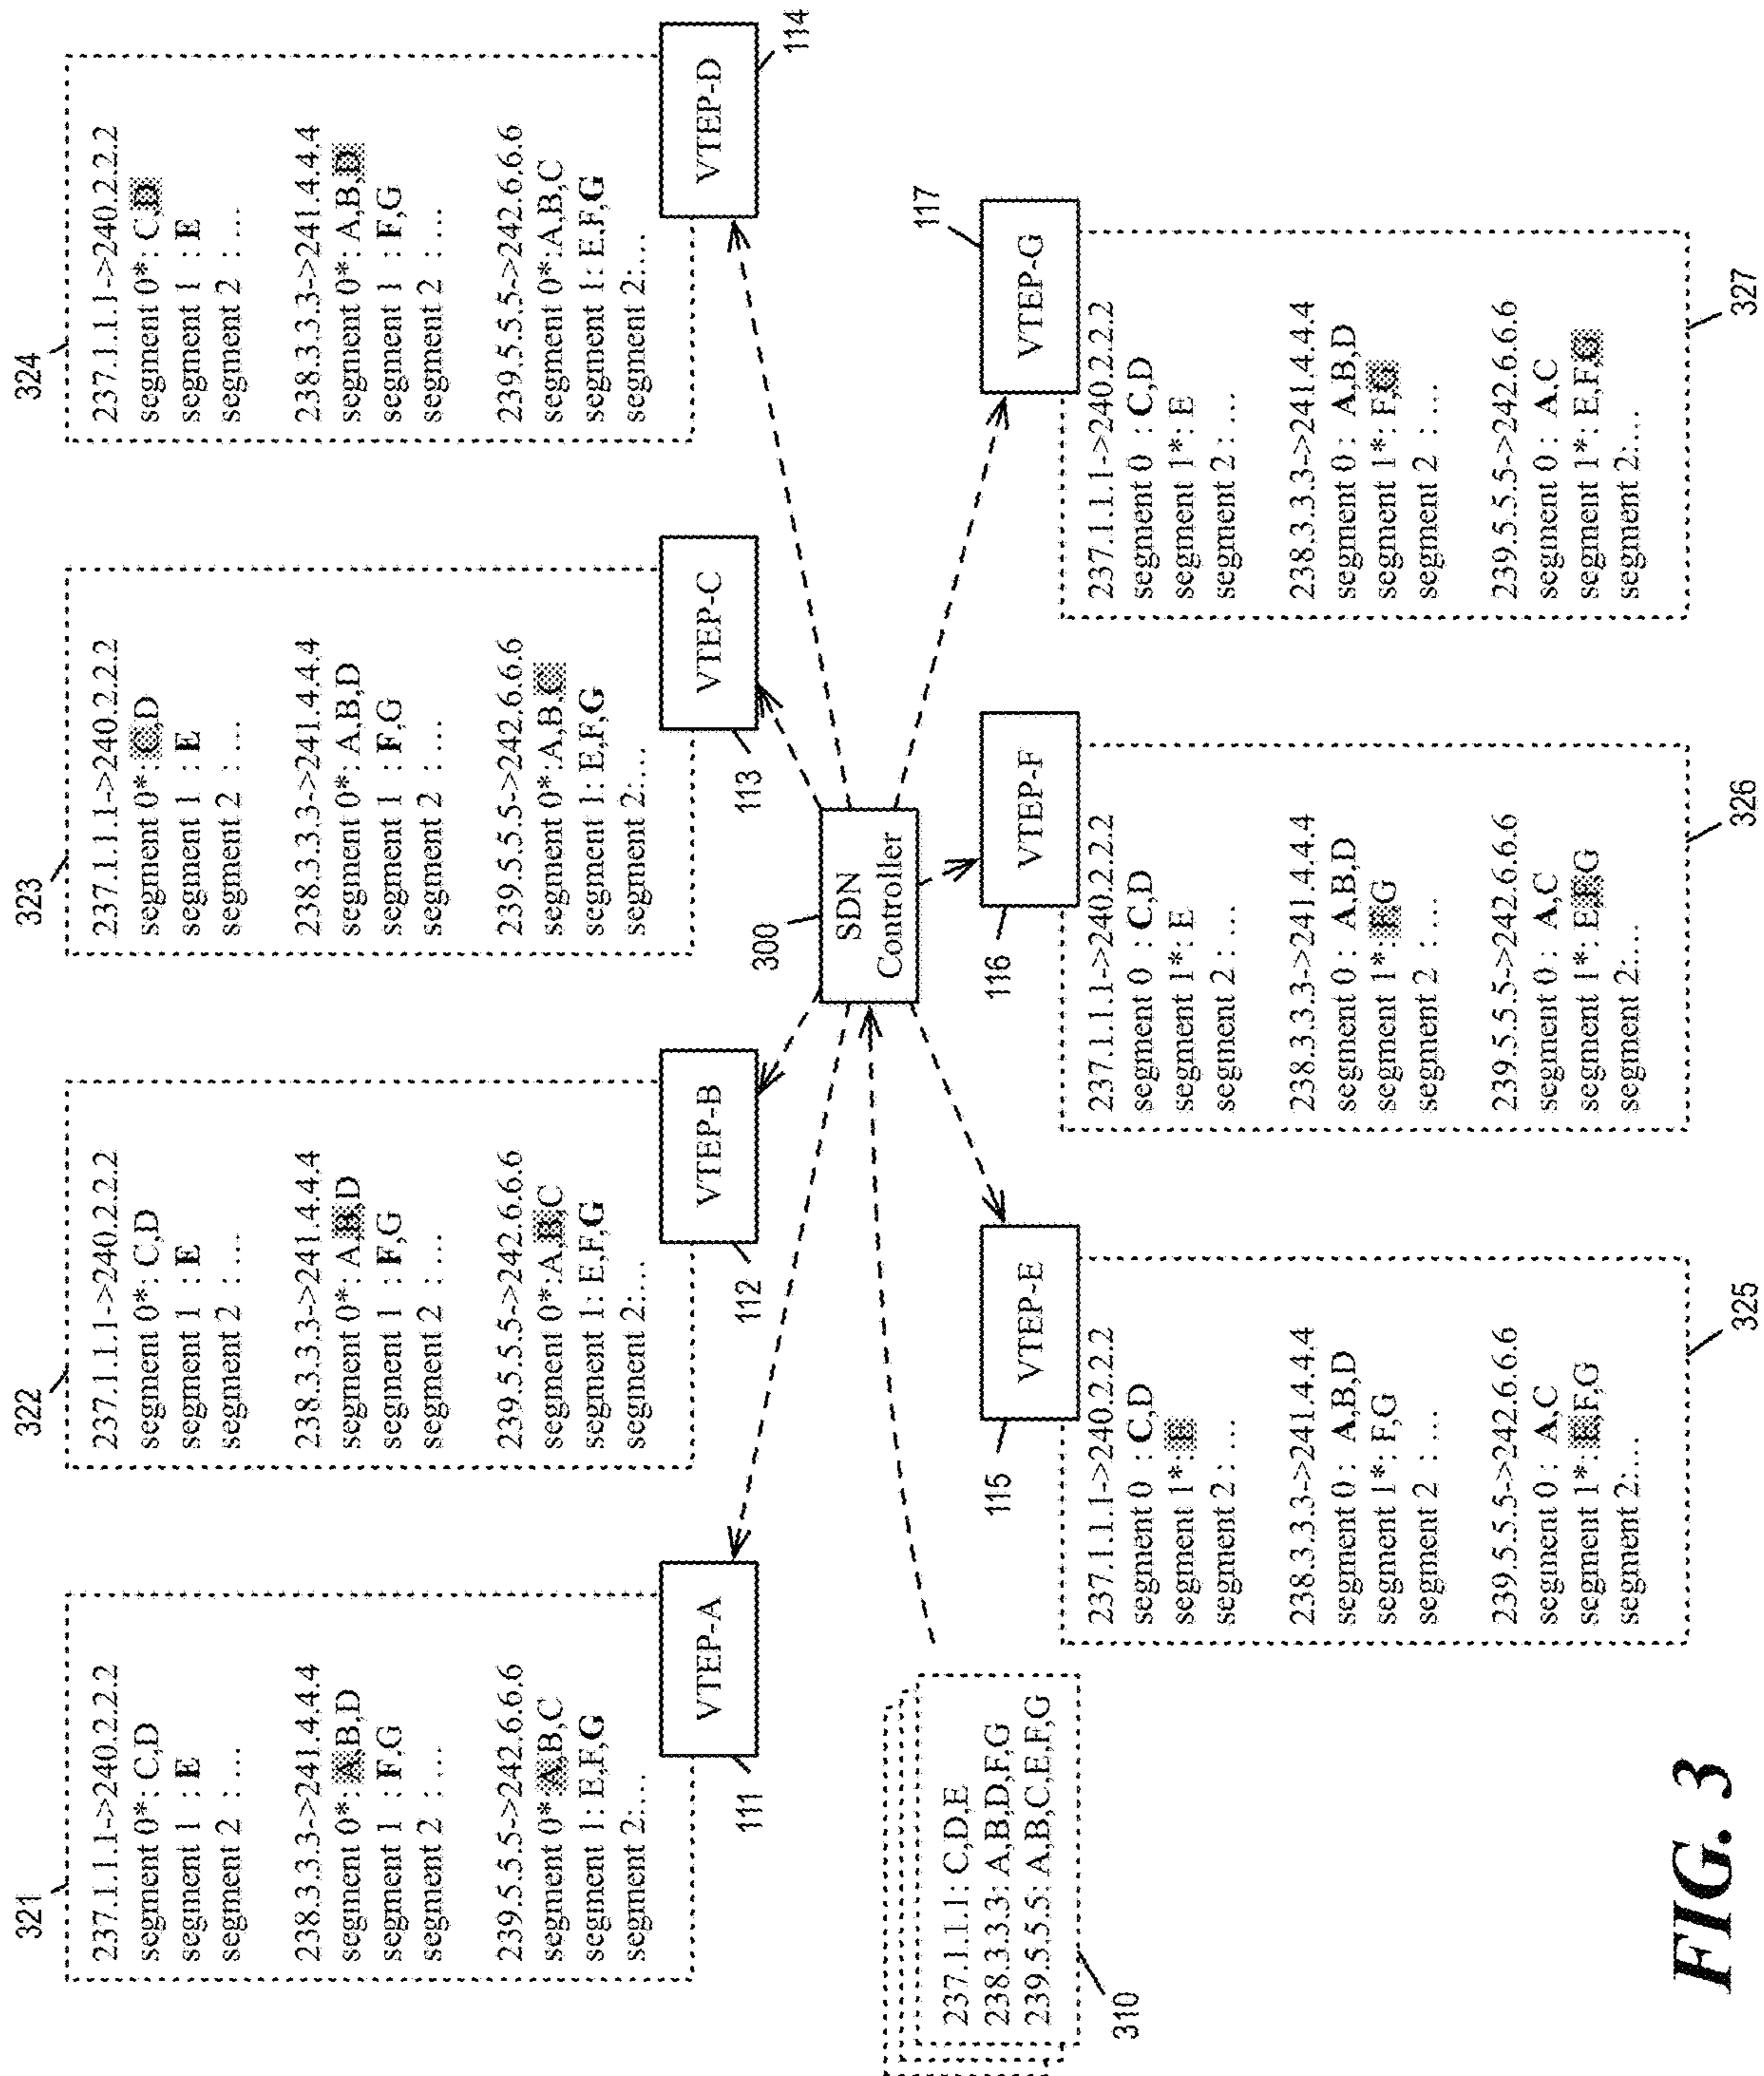 321
237.1.1.1->240.2.2.2
segment 0*: C,D
segment 1 : E
segment 2 : ...
238.3.3.3->241.4.4.4
segment 0*: A,B,D
segment 1 : F,G
segment 2 : ...
239.5.5.5->242.6.6.6
segment 0*:A,B,C
segment 1: E,F,G
segment 2:...
VTEP-A
111
322
237.1.1.1->240.2.2.2
segment 0*: C,D
segment 1 : E
segment 2 : ...
238.3.3.3->241.4.4.4
segment 0*: A,B,D
segment 1 : F,G
segment 2 : ...
239.5.5.5->242.6.6.6
segment 0*:A,B,C
segment 1: E,F,G
segment 2:...
VTEP-B
112
323
237.1.1.1->240.2.2.2
segment 0*: C,D
segment 1 : E
segment 2 : ...
238.3.3.3->241.4.4.4
segment 0*: A,B,D
segment 1 : F,G
segment 2 : ...
239.5.5.5->242.6.6.6
segment 0*:A,B,C
segment 1: E,F,G
segment 2:...
VTEP-C
113
324
237.1.1.1->240.2.2.2
segment 0*: C,D
segment 1 : E
segment 2 : ...
238.3.3.3->241.4.4.4
segment 0*: A,B,D
segment 1 : F,G
segment 2 : ...
239.5.5.5->242.6.6.6
segment 0*:A,B,C
segment 1: E,F,G
segment 2:...
VTEP-D
114
300
SDN
Controller
237.1.1.1: C,D,E
238.3.3.3: A,B,D,F,G
239.5.5.5: A,B,C,E,F,G
310
115
VTEP-E
237.1.1.1->240.2.2.2
segment 0 : C,D
segment 1*: E
segment 2 : ...
238.3.3.3->241.4.4.4
segment 0 : A,B,D
segment 1*: F,G
segment 2 : ...
239.5.5.5->242.6.6.6
segment 0 : A,C
segment 1*: E,F,G
segment 2:...
325
116
VTEP-F
237.1.1.1->240.2.2.2
segment 0 : C,D
segment 1*: E
segment 2 : ...
238.3.3.3->241.4.4.4
segment 0 : A,B,D
segment 1*: F,G
segment 2 : ...
239.5.5.5->242.6.6.6
segment 0 : A,C
segment 1*: E,F,G
segment 2:...
326
117
VTEP-G
237.1.1.1->240.2.2.2
segment 0 : C,D
segment 1*: E
segment 2 : ...
238.3.3.3->241.4.4.4
segment 0 : A,B,D
segment 1*: F,G
segment 2 : ...
239.5.5.5->242.6.6.6
segment 0 : A,C
segment 1*: E,F,G
segment 2:...
327
FIG. 3